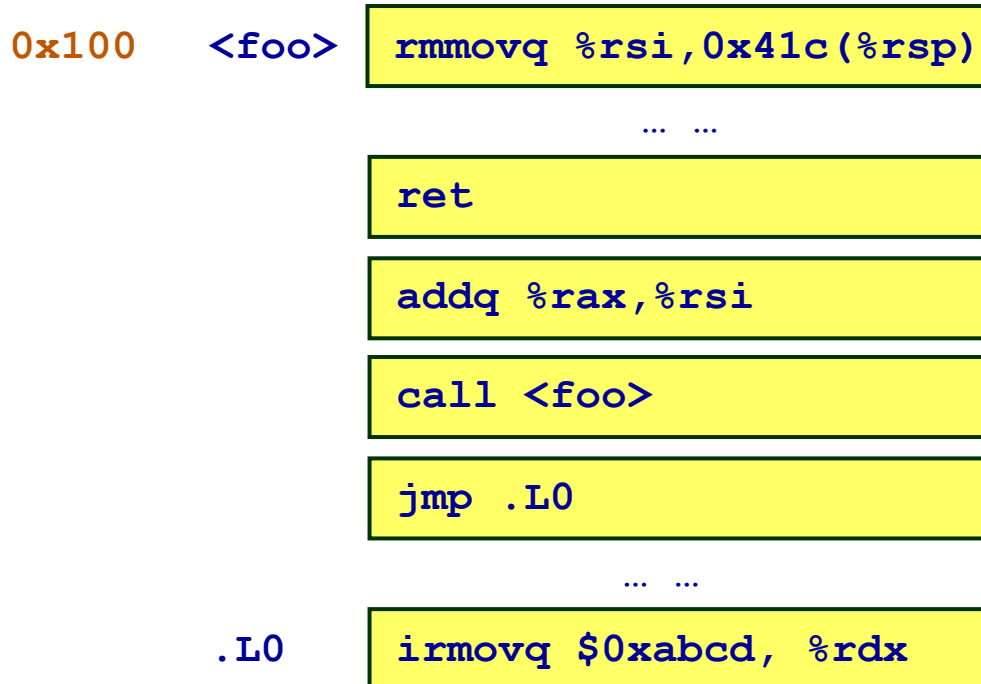 0x100 <foo> rmmovq %rsi,0x41c(%rsp)
… …
ret
addq %rax,%rsi
call <foo>
jmp .L0
… …
.L0 irmovq $0xabcd, %rdx